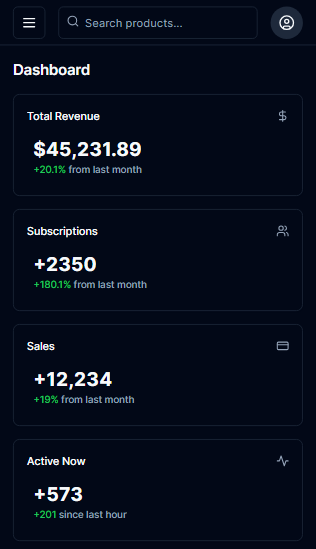 Search products...
Dashboard
Total Revenue
$45,231.89
+20.1% from last month
Subscriptions
+2350
+180.1% from last month
Sales
+12,234
+19% from last month
Active Now
+573
+201 since last hour